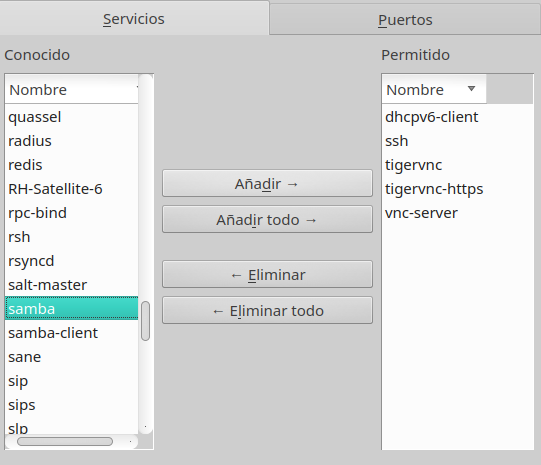 Servicios
Puertos
Conocido
Nombre
quassel
radius
redis
RH-Satellite-6
rpc-bind
rsh
rsyncd
salt-master
samba
samba-client
sane
sip
sips
slp
Añadir →
Añadir todo →
← Eliminar
← Eliminar todo
Permitido
Nombre
dhcpv6-client
ssh
tigervnc
tigervnc-https
vnc-server